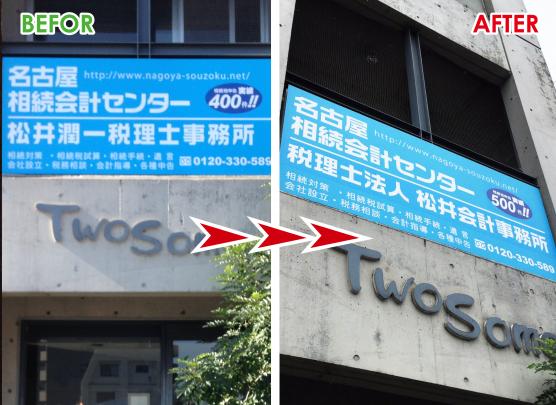 BEFOR
名古屋 http://www.nagoya-souzoku.net/
相続会計センター
実績
400件!!
松井潤一税理士事務所
相続対策・相続税試算・相続手続・遺言
会社設立・税務相談・会計指導・各種申告
0120-330-589
TwoSom
AFTER
名古屋 http://www.nagoya-souzoku.net/
相続会計センター
500件!!
税理士法人 松井会計事務所
相続対策・相続税試算・相続手続・遺言
会社設立・税務相談・会計指導・各種申告
0120-330-589
TwoSom